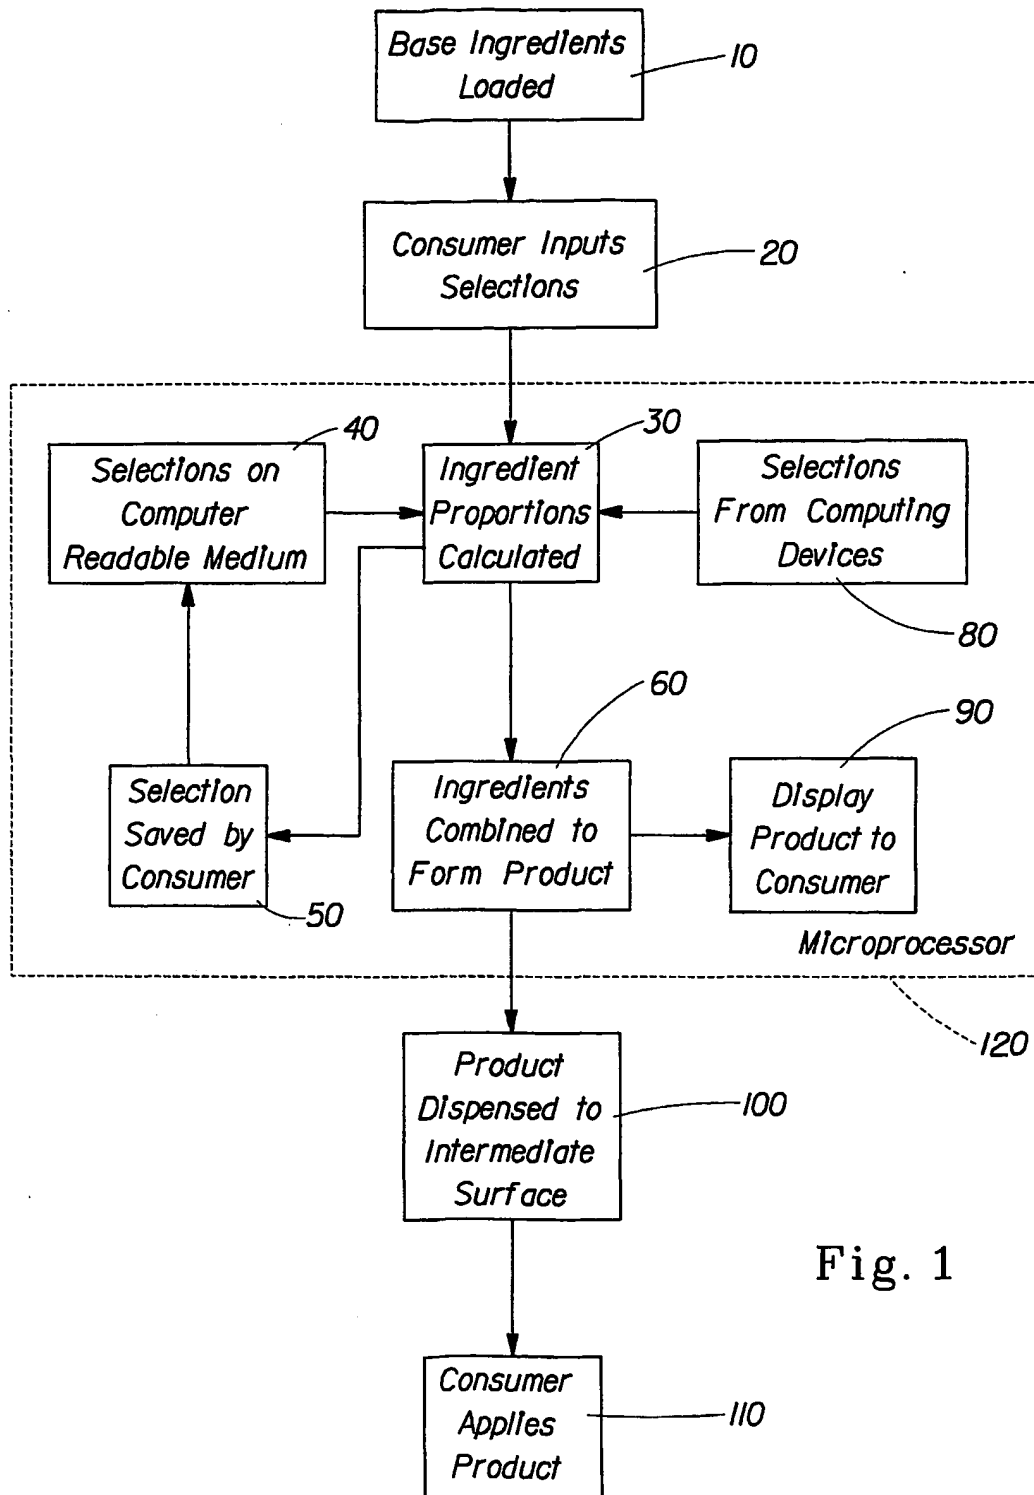 Base Ingredients
Loaded
10
Consumer Inputs
Selections
20
40
Selections on
Computer
Readable Medium
30
Ingredient
Proportions
Calculated
Selections
From Computing
Devices
80
Selection
Saved by
Consumer
50
60
Ingredients
Combined to
Form Product
90
Display
Product to
Consumer
Microprocessor
120
Product
Dispensed to
Intermediate
Surface
100
Fig. 1
Consumer
Applies
Product
110